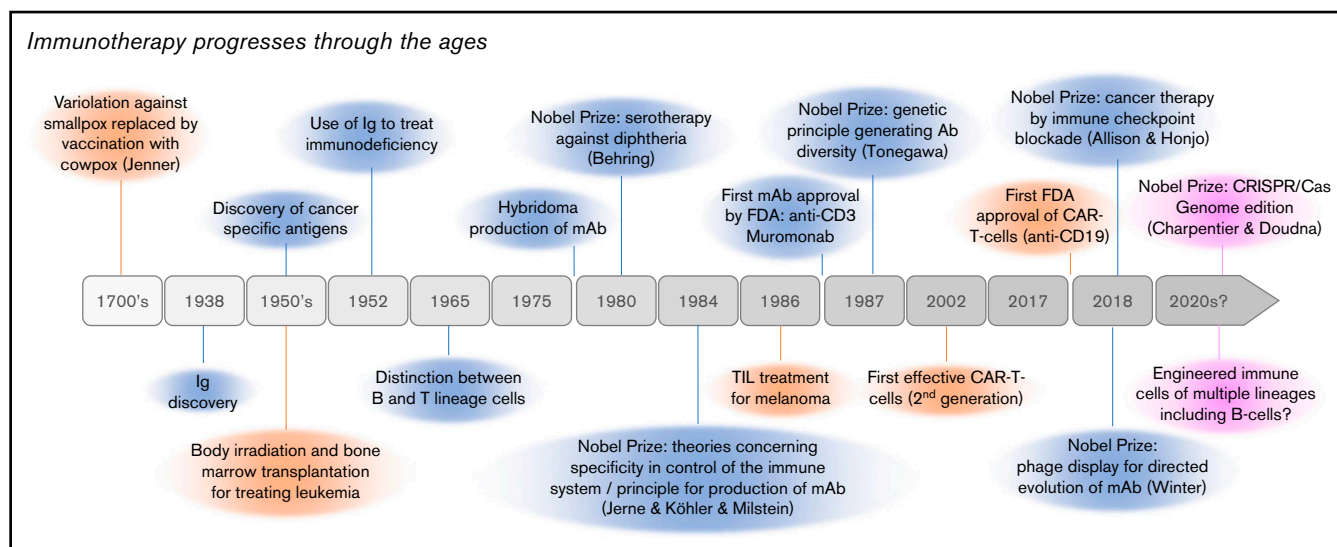 Immunotherapy progresses through the ages
Variolation against
smallpox replaced by
vaccination with
cowpox (Jenner)
Discovery of cancer
specific antigens
Use of Ig to treat
immunodeficiency
Hybridoma
production of mAb
Nobel Prize: serotherapy
against diphtheria
(Behring)
First mAb approval
by FDA: anti-CD3
Muromonab
Nobel Prize: genetic
principle generating Ab
diversity (Tonegawa)
First FDA
approval of CAR-
T-cells (anti-CD19)
Nobel Prize: cancer therapy
by immune checkpoint
blockade (Allison & Honjo)
Nobel Prize: CRISPR/Cas
Genome edition
(Charpentier & Doudna)
1700's
1938
1950's
1952
1965
1975
1980
1984
1986
1987
2002
2017
2018
2020s?
Ig
discovery
Body irradiation and bone
marrow transplantation
for treating leukemia
Distinction between
B and T lineage cells
Nobel Prize: theories concerning
specificity in control of the immune
system / principle for production of mAb
(Jerne & Köhler & Milstein)
TIL treatment
for melanoma
First effective CAR-T-
cells (2nd generation)
Nobel Prize:
phage display for directed
evolution of mAb (Winter)
Engineered immune
cells of multiple lineages
including B-cells?